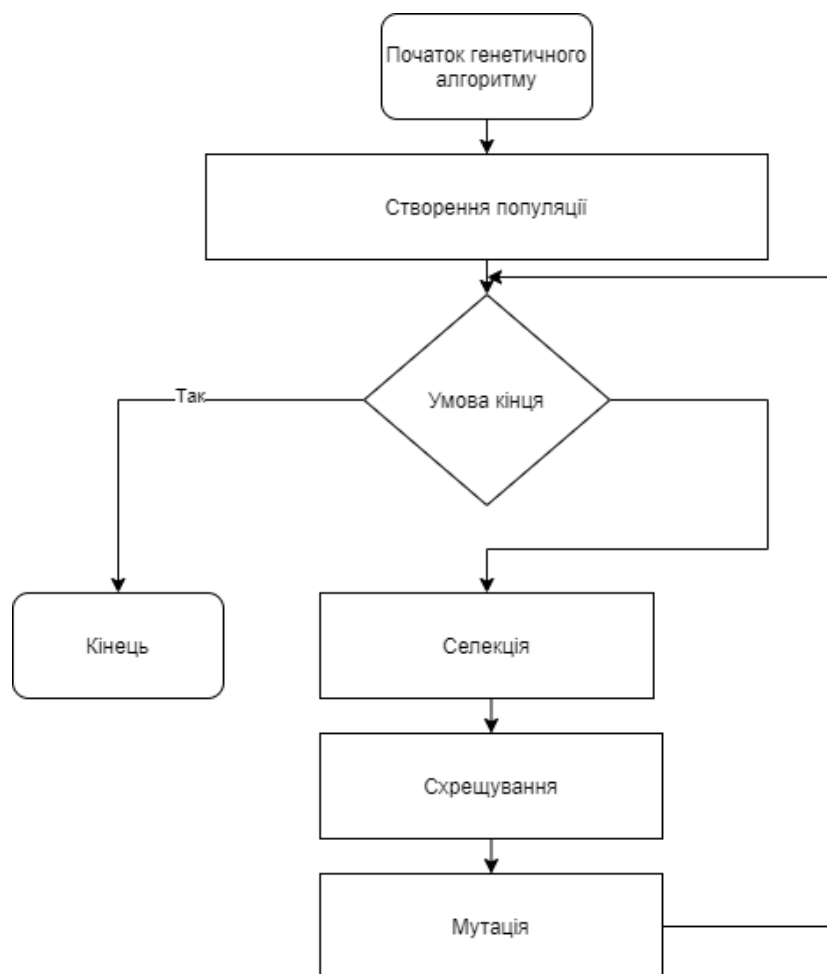 Початок генетичного
алгоритму
Створення популяції
Умова кінця
Так
Кінець
Селекція
Схрещування
Мутація